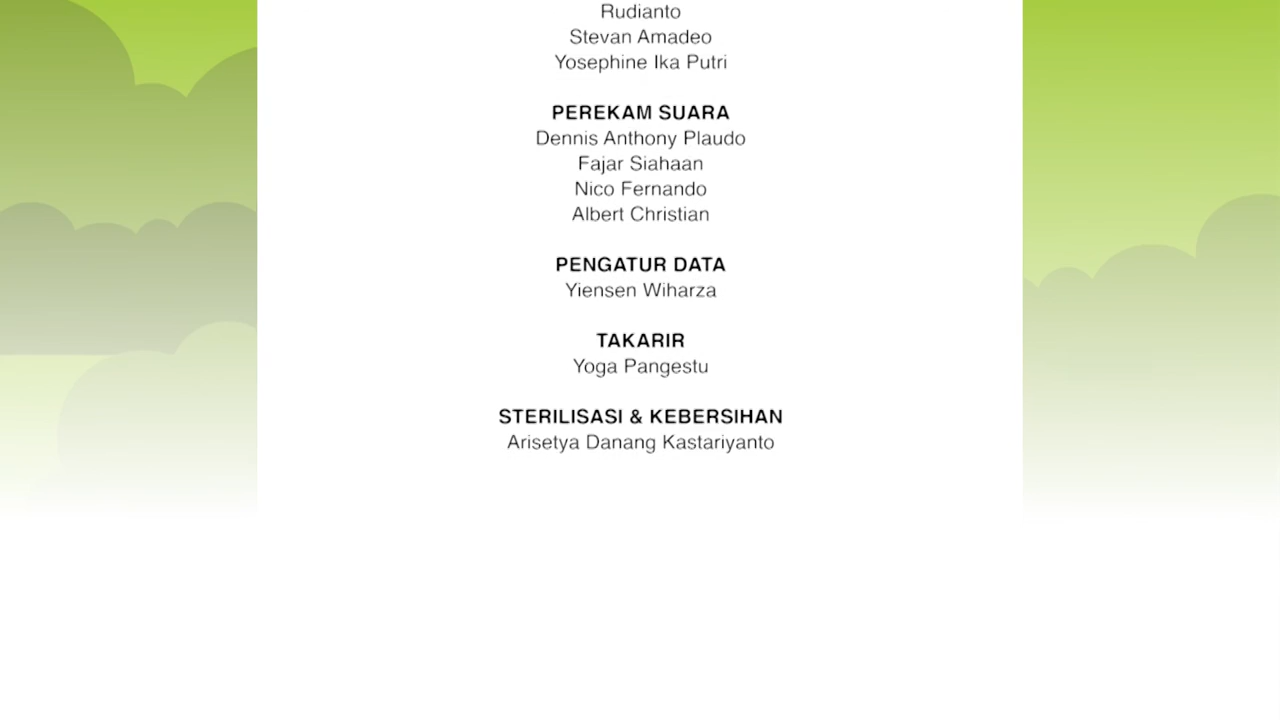 Rudianto
Stevan Amadeo
Yosephine Ika Putri
PEREKAM SUARA
Dennis Anthony Plaudo
Fajar Siahaan
Nico Fernando
Albert Christian
PENGATUR DATA
Yiensen Wiharza
TAKARIR
Yoga Pangestu
STERILISASI & KEBERSIHAN
Arisetya Danang Kastariyanto